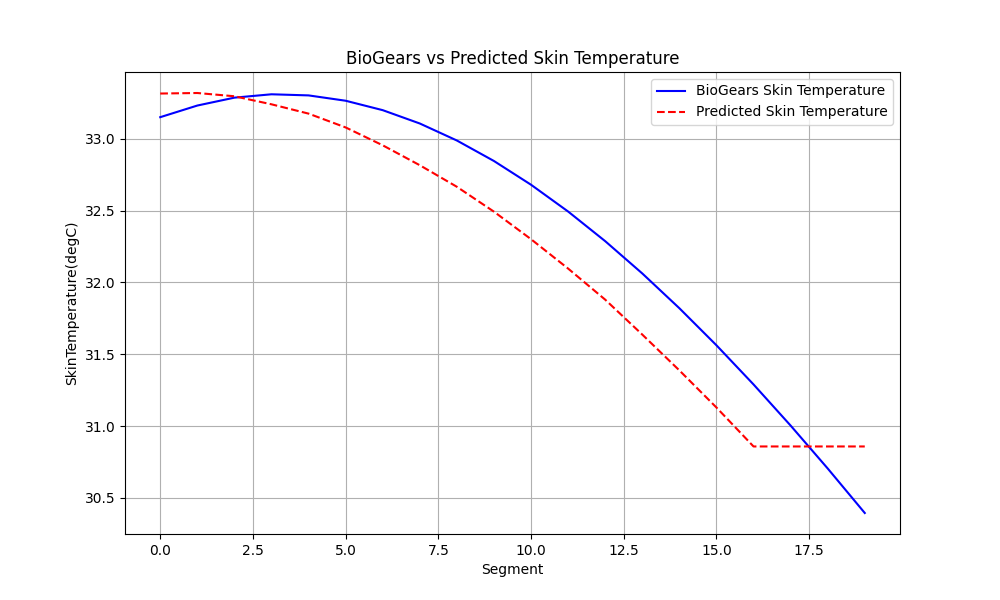 BioGears vs Predicted Skin Temperature
BioGears Skin Temperature
Predicted Skin Temperature
SkinTemperature(degC)
33.0
32.5
32.0
31.5
31.0
30.5
0.0 2.5 5.0 7.5 10.0 12.5 15.0 17.5
Segment